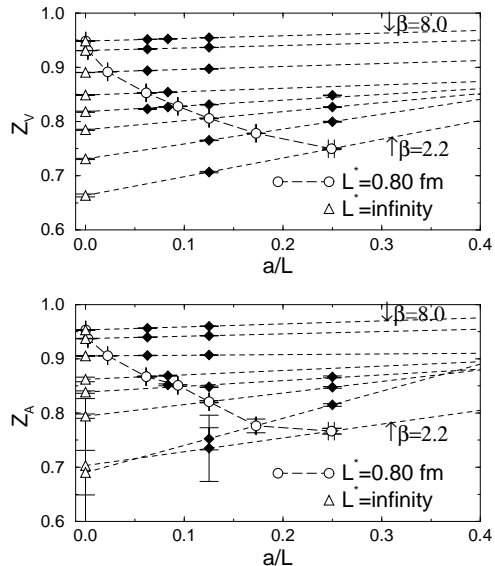 1.0
0.9
0.8
0.7
0.6
Z_V
↓β=8.0
↑β=2.2
L*=0.80 fm
L*=infinity
0.0 0.1 0.2 0.3 0.4
a/L
1.0
0.9
0.8
0.7
0.6
Z_A
↓β=8.0
↑β=2.2
L*=0.80 fm
L*=infinity
0.0 0.1 0.2 0.3 0.4
a/L